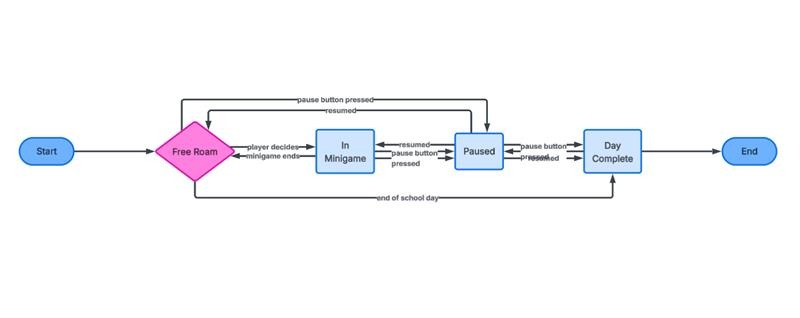 pause button pressed
resumed
Start
Free Roam
player decides
minigame ends
In
Minigame
resumed
pause button
pressed
Paused
pause button
pressed
resumed
Day
Complete
End
end of school day